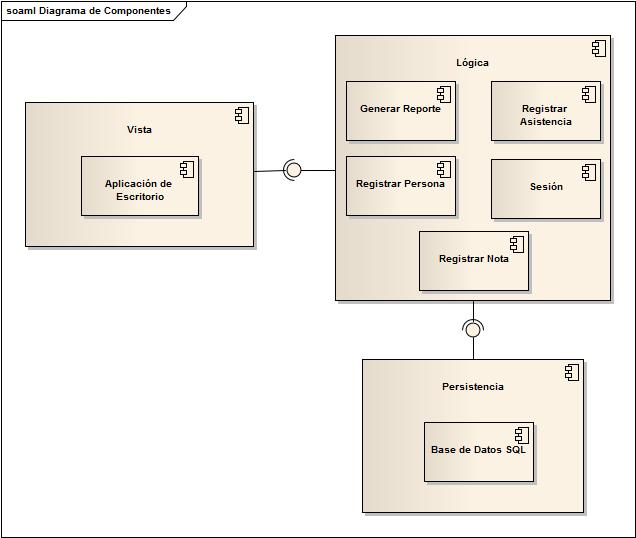 soaml Diagrama de Componentes
Vista
Aplicación de
Escritorio
Lógica
Generar Reporte
Registrar
Asistencia
Registrar Persona
Sesión
Registrar Nota
Persistencia
Base de Datos SQL